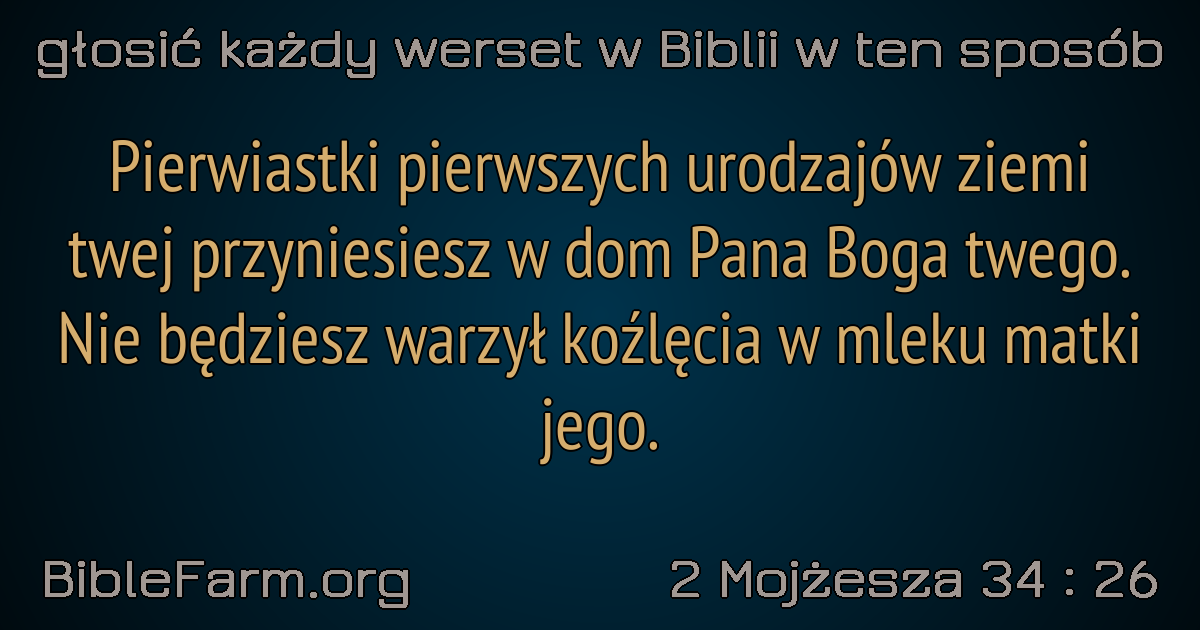 głosić każdy werset w Biblii w ten sposób
Pierwiastki pierwszych urodzajów ziemi
twej przyniesiesz w dom Pana Boga twego.
Nie będziesz warzył koźlęcia w mleku matki
jego.
BibleFarm.org
2 Mojżesza 34 : 26